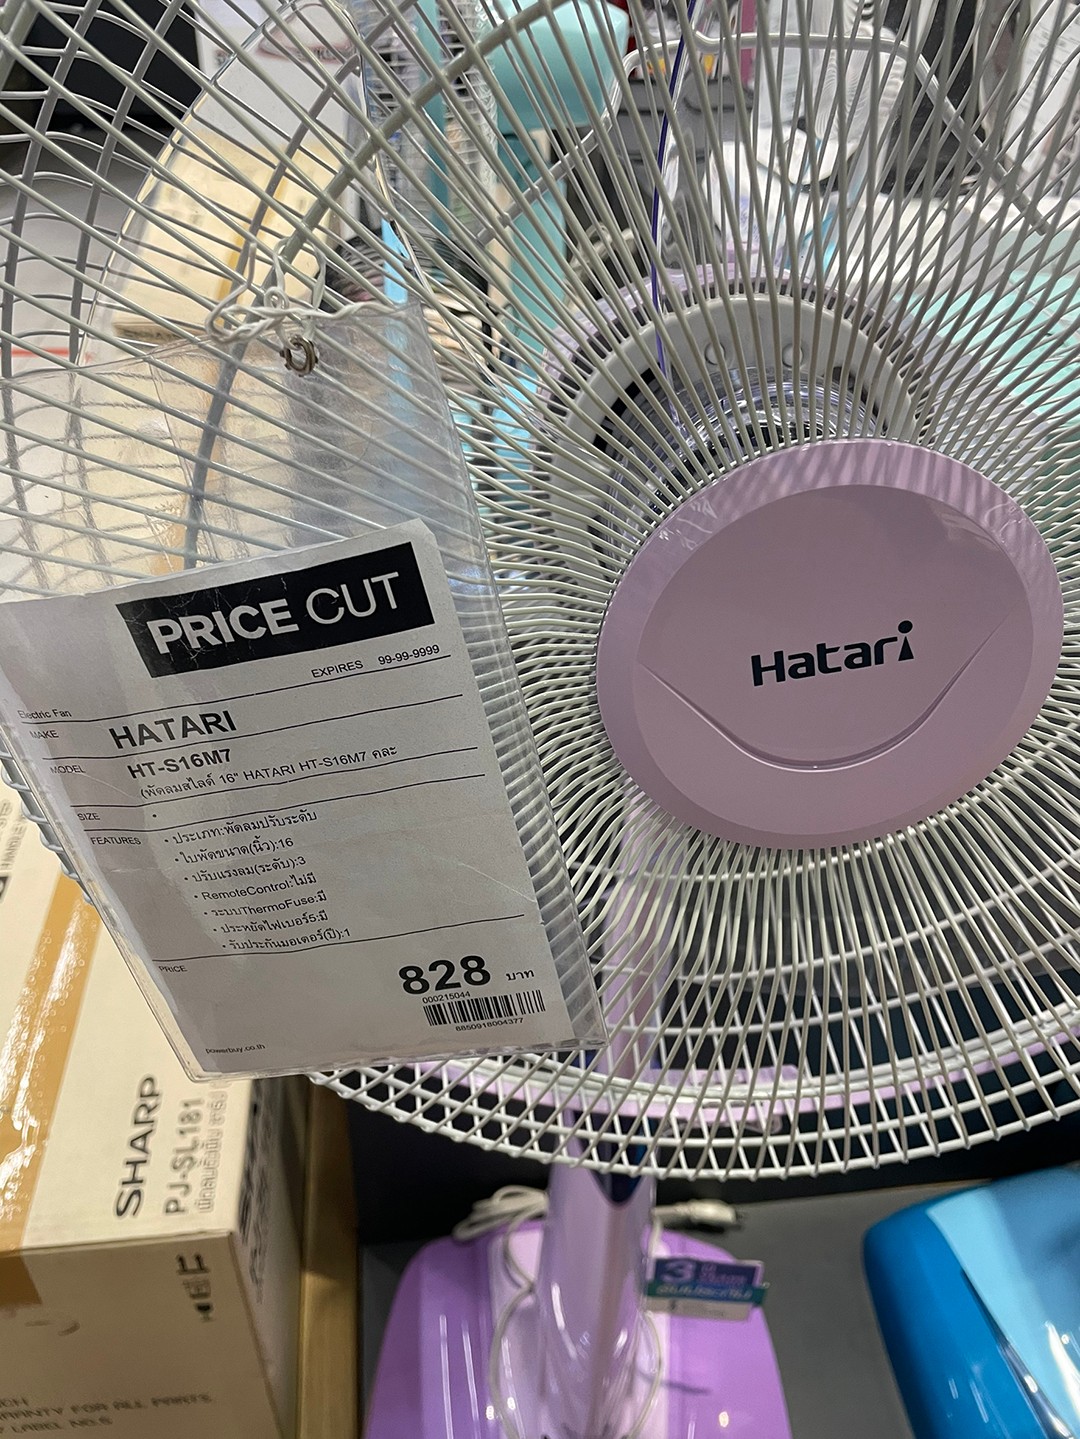 PRICE CUT
EXPIRES 99-99-9999
Electric Fan
MAKE HATARI
MODEL HT-S16M7
(พัดลมสไลด์ 16" HATARI HT-S16M7 คละ
SIZE •
FEATURES • ประเภท:พัดลมปรับระดับ
• ใบพัดขนาด(นิ้ว):16
• ปรับแรงลม(ระดับ):3
• RemoteControl:ไม่มี
• ระบบThermoFuse:มี
• ประหยัดไฟเบอร์5:มี
• รับประกันมอเตอร์(ปี):1
PRICE
828 บาท
000215044
8850918004377
powerbuy.co.th
Hatari
SHARP
PJ-SL181
3 ปี